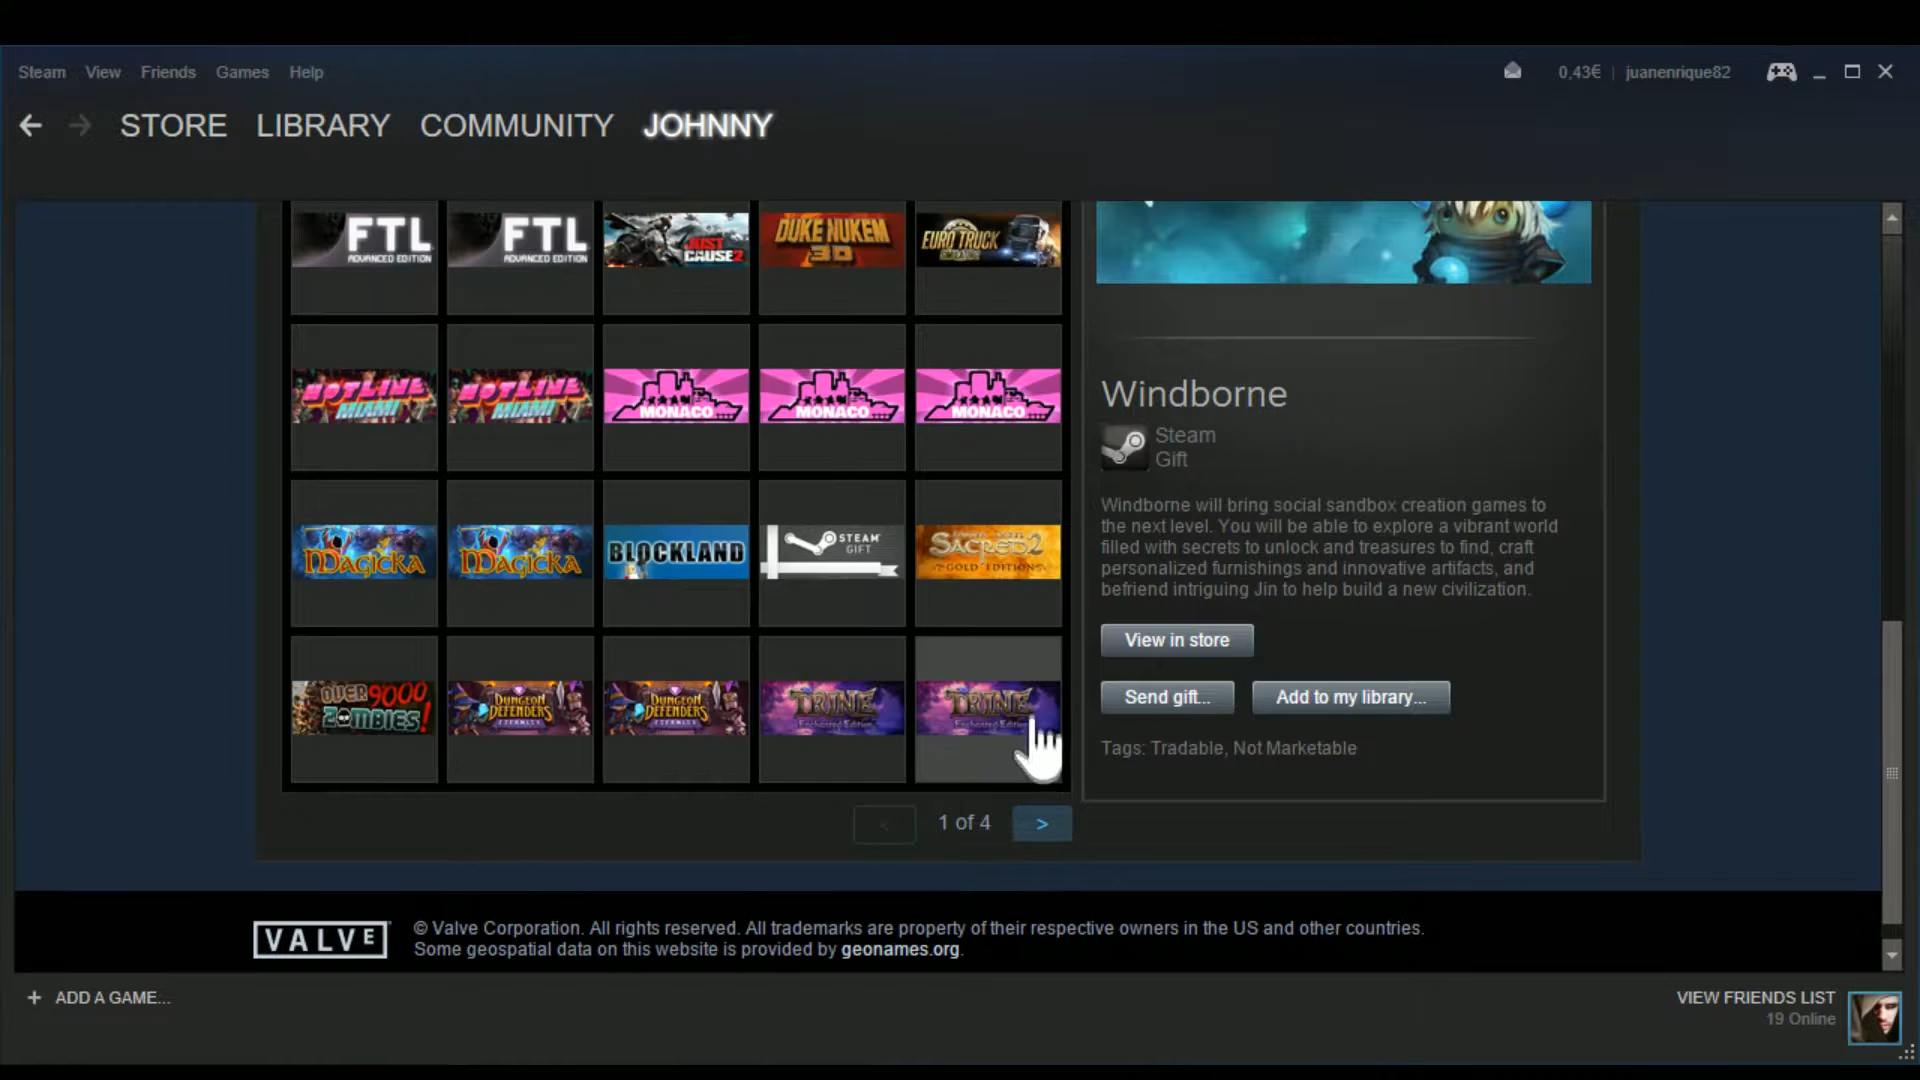 Steam View Friends Games Help
0,43€ | juanenrique82
STORE LIBRARY COMMUNITY JOHNNY
FTL ADVANCED EDITION
FTL ADVANCED EDITION
JUST CAUSE 2
DUKE NUKEM 3D
EURO TRUCK
HOTLINE MIAMI
HOTLINE MIAMI
MONACO
MONACO
MONACO
MAGICKA
MAGICKA
BLOCKLAND
STEAM GIFT
SACRED 2 GOLD EDITION
OVER 9000 ZOMBIES!
DUNGEON DEFENDERS ETERNITY
DUNGEON DEFENDERS ETERNITY
TRINE Enchanted Edition
TRINE Enchanted Edition
< 1 of 4 >
Windborne
Steam
Gift
Windborne will bring social sandbox creation games to
the next level. You will be able to explore a vibrant world
filled with secrets to unlock and treasures to find, craft
personalized furnishings and innovative artifacts, and
befriend intriguing Jin to help build a new civilization.
View in store
Send gift... Add to my library...
Tags: Tradable, Not Marketable
VALVE
© Valve Corporation. All rights reserved. All trademarks are property of their respective owners in the US and other countries.
Some geospatial data on this website is provided by geonames.org.
+ ADD A GAME...
VIEW FRIENDS LIST
19 Online